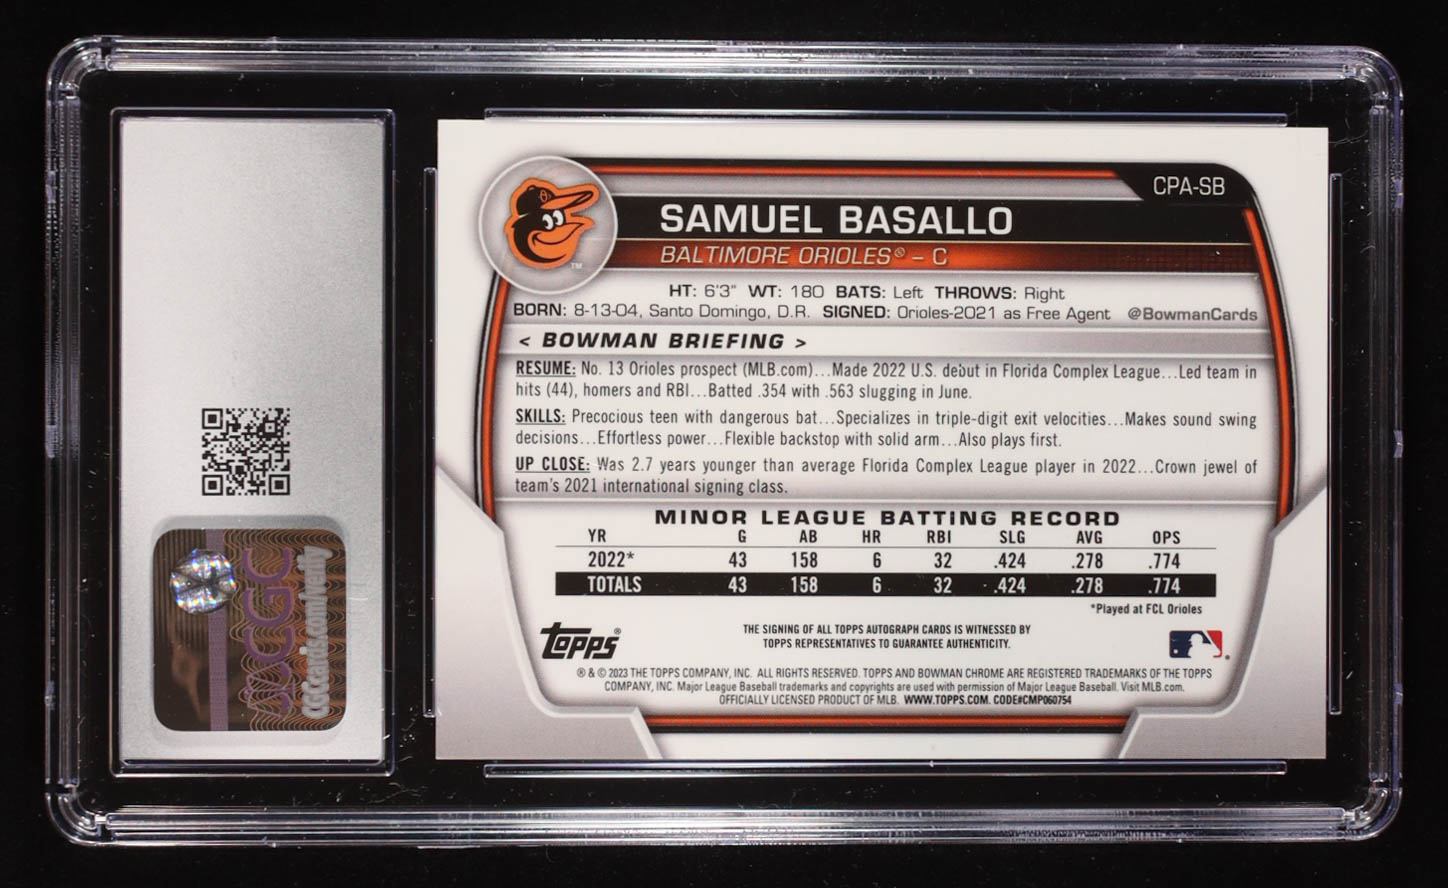 CPA-SB
SAMUEL BASALLO
BALTIMORE ORIOLES® – C
TM
HT: 6'3" WT: 180 BATS: Left THROWS: Right
BORN: 8-13-04, Santo Domingo, D.R. SIGNED: Orioles-2021 as Free Agent @BowmanCards
< BOWMAN BRIEFING >
RESUME: No. 13 Orioles prospect (MLB.com)...Made 2022 U.S. debut in Florida Complex League...Led team in
hits (44), homers and RBI...Batted .354 with .563 slugging in June.
SKILLS: Precocious teen with dangerous bat...Specializes in triple-digit exit velocities...Makes sound swing
decisions...Effortless power...Flexible backstop with solid arm...Also plays first.
UP CLOSE: Was 2.7 years younger than average Florida Complex League player in 2022...Crown jewel of
team's 2021 international signing class.
MINOR LEAGUE BATTING RECORD
YR G AB HR RBI SLG AVG OPS
2022* 43 158 6 32 .424 .278 .774
TOTALS 43 158 6 32 .424 .278 .774
*Played at FCL Orioles
topps®
THE SIGNING OF ALL TOPPS AUTOGRAPH CARDS IS WITNESSED BY
TOPPS REPRESENTATIVES TO GUARANTEE AUTHENTICITY.
® & © 2023 THE TOPPS COMPANY, INC. ALL RIGHTS RESERVED. TOPPS AND BOWMAN CHROME ARE REGISTERED TRADEMARKS OF THE TOPPS
COMPANY, INC. Major League Baseball trademarks and copyrights are used with permission of Major League Baseball. Visit MLB.com.
OFFICIALLY LICENSED PRODUCT OF MLB. WWW.TOPPS.COM. CODE#CMP060754
CGC
CGCcards.com/verify